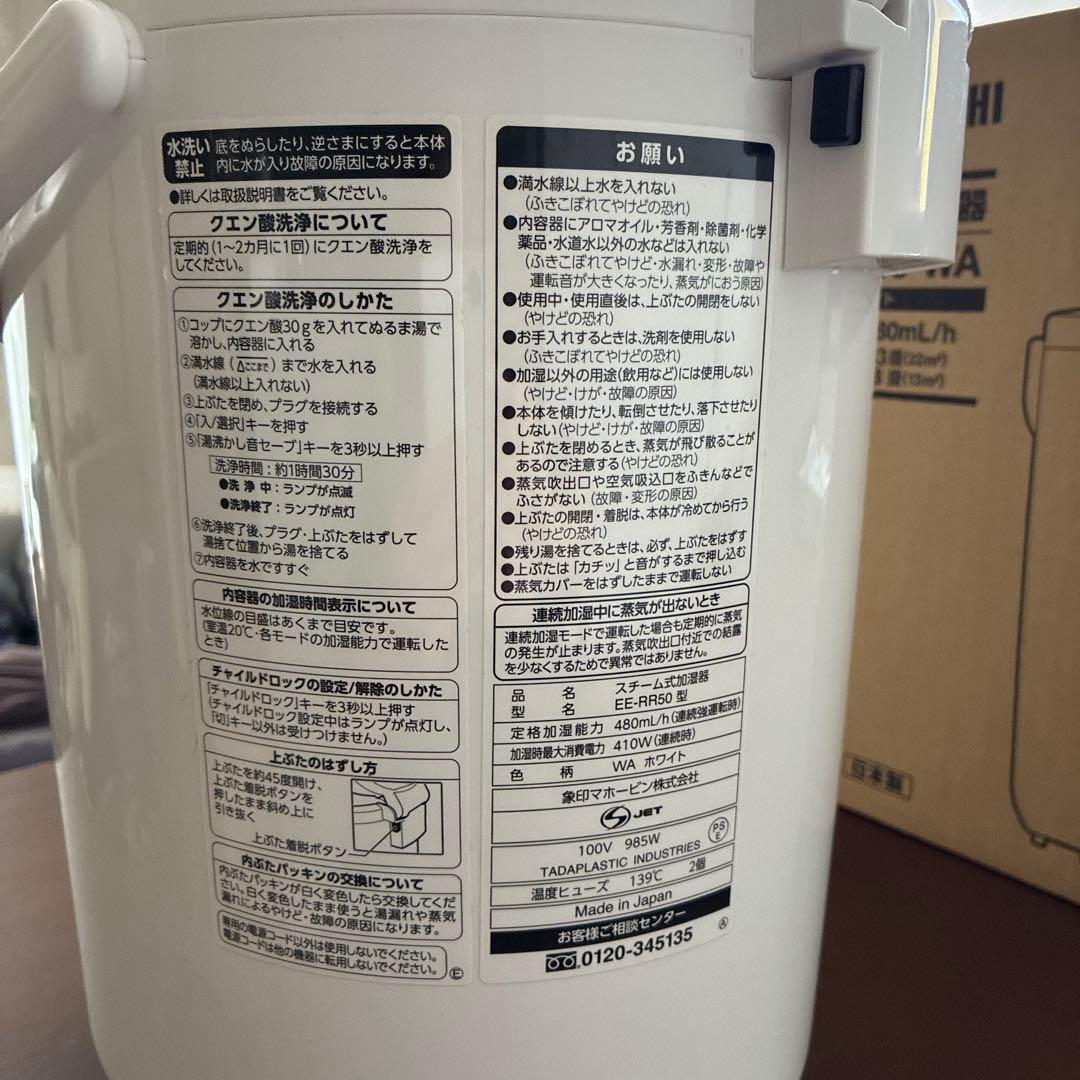 水洗い
禁止
底をぬらしたり、逆さまにすると本体
内に水が入り故障の原因になります。
●詳しくは取扱説明書をご覧ください。
クエン酸洗浄について
定期的(1~2カ月に1回)にクエン酸洗浄を
してください。
クエン酸洗浄のしかた
①コップにクエン酸30gを入れてぬるま湯で
溶かし、内容器に入れる
②満水線(△ここまで)まで水を入れる
(満水線以上入れない)
③上ぶたを閉め、プラグを接続する
④「入/選択」キーを押す
⑤「湯沸かし音セーブ」キーを3秒以上押す
洗浄時間:約1時間30分
●洗 浄 中:ランプが点滅
●洗浄終了:ランプが点灯
⑥洗浄終了後、プラグ・上ぶたをはずして
湯捨て位置から湯を捨てる
⑦内容器を水ですすぐ
内容器の加湿時間表示について
水位線の目盛はあくまで目安です。
(室温20℃・各モードの加湿能力で運転した
とき)
チャイルドロックの設定/解除のしかた
「チャイルドロック」キーを3秒以上押す
(チャイルドロック設定中はランプが点灯し、
「切」キー以外は受けつけません。)
上ぶたのはずし方
上ぶたを約45度開け、
上ぶた着脱ボタンを
押したまま斜め上に
引き抜く
上ぶた着脱ボタン
内ぶたパッキンの交換について
内ぶたパッキンが白く変色したら交換してくだ
さい。白く変色したまま使うと湯漏れや蒸気
漏れによるやけど・故障の原因になります。
専用の電源コード以外は使用しないでください。
電源コードは他の機器に転用しないでください。
Ⓔ
お願い
●満水線以上水を入れない
(ふきこぼれてやけどの恐れ)
●内容器にアロマオイル・芳香剤・除菌剤・化学
薬品・水道水以外の水などは入れない
(ふきこぼれてやけど・水漏れ・変形・故障や
運転音が大きくなったり、蒸気がにおう原因)
●使用中・使用直後は、上ぶたの開閉をしない
(やけどの恐れ)
●お手入れするときは、洗剤を使用しない
(ふきこぼれてやけどの恐れ)
●加湿以外の用途(飲用など)には使用しない
(やけど・けが・故障の原因)
●本体を傾けたり、転倒させたり、落下させたり
しない(やけど・けが・故障の原因)
●上ぶたを閉めるとき、蒸気が飛び散ることが
あるので注意する(やけどの恐れ)
●蒸気吹出口や空気吸込口をふきんなどで
ふさがない(故障・変形の原因)
●上ぶたの開閉・着脱は、本体が冷めてから行う
(やけどの恐れ)
●残り湯を捨てるときは、必ず、上ぶたをはずす
●上ぶたは「カチッ」と音がするまで押し込む
●蒸気カバーをはずしたままで運転しない
連続加湿中に蒸気が出ないとき
連続加湿モードで運転した場合も定期的に蒸気
の発生が止まります。蒸気吹出口付近での結露
を少なくするためで異常ではありません。
品 名 スチーム式加湿器
型 名 EE-RR50 型
定格加湿能力 480mL/h(連続強運転時)
加湿時最大消費電力 410W(連続時)
色 柄 WA ホワイト
象印マホービン株式会社
JET
PS
E
100V 985W
TADAPLASTIC INDUSTRIES
温度ヒューズ 139℃ 2個
Made in Japan
お客様ご相談センター
0120-345135
Ⓐ
HI
器
WA
80mL/h
3畳(22m²)
8畳(13m²)
日本製